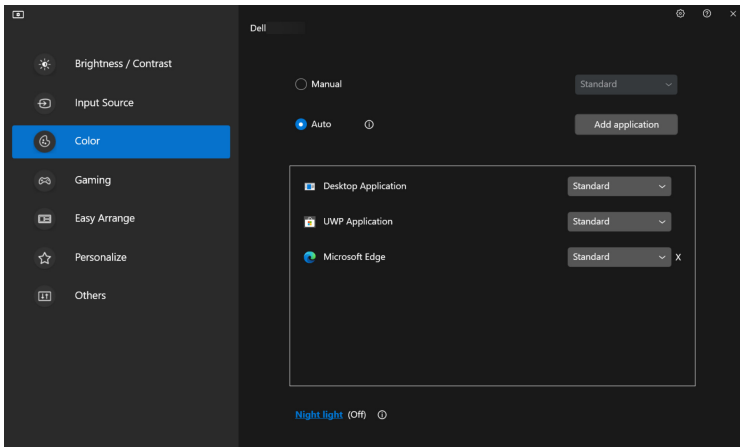 Dell
Brightness / Contrast
Input Source
Color
Gaming
Easy Arrange
Personalize
Others
Manual
Standard
Auto
Add application
Desktop Application
Standard
UWP Application
Standard
Microsoft Edge
Standard
X
Night light (Off)